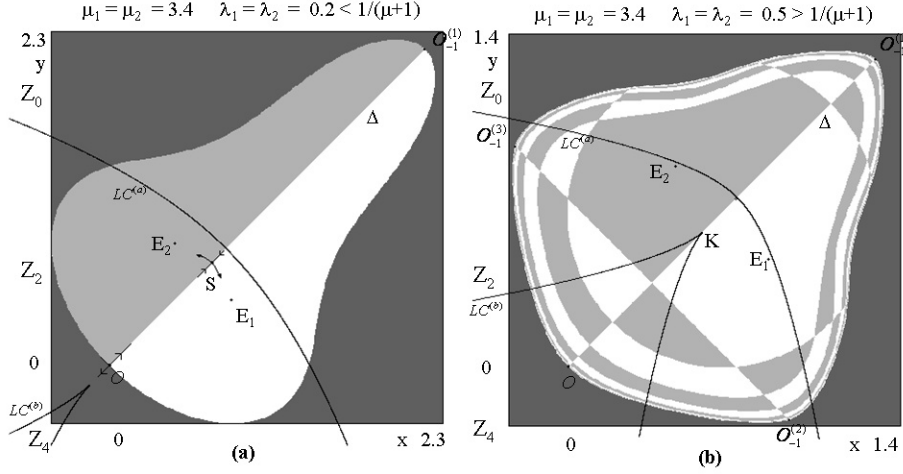 μ₁ = μ₂ = 3.4    λ₁ = λ₂ = 0.2 < 1/(μ+1)
2.3
y
Z₀
O₋₁⁽¹⁾
Δ
LC⁽ᵃ⁾
E₂
S
Z₂
E₁
0
O
LC⁽ᵇ⁾
Z₄
0
x 2.3
(a)
μ₁ = μ₂ = 3.4    λ₁ = λ₂ = 0.5 > 1/(μ+1)
1.4
y
Z₀
O₋₁⁽³⁾
LC⁽ᵃ⁾
Δ
E₂
K
E₁
Z₂
LC⁽ᵇ⁾
0
O
Z₄
O₋₁⁽²⁾
0
x 1.4
(b)